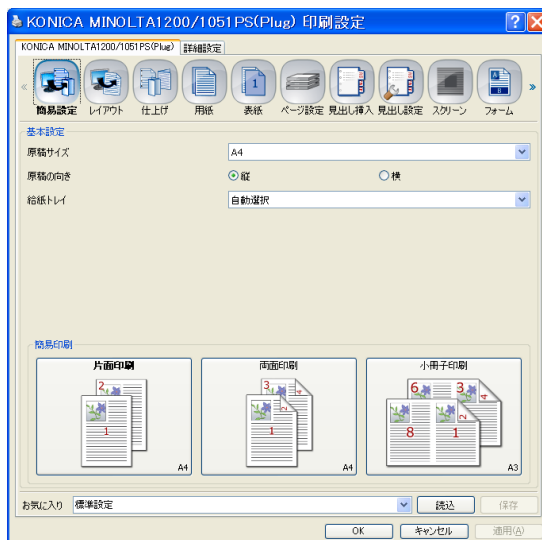 KONICA MINOLTA1200/1051PS(Plug) 印刷設定
KONICA MINOLTA1200/1051PS(Plug) 詳細設定
簡易設定 レイアウト 仕上げ 用紙 表紙 ページ設定 見出し挿入 見出し設定 スクリーン フォーム
基本設定
原稿サイズ A4
原稿の向き 縦 横
給紙トレイ 自動選択
簡易印刷
片面印刷 両面印刷 小冊子印刷
2 3 4 6 3 4
2 2
1 1 8 1
A4 A4 A3
お気に入り 標準設定 読込 保存
OK キャンセル 適用(A)